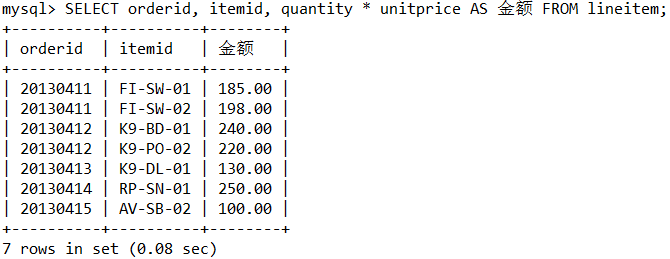 mysql> SELECT orderid, itemid, quantity * unitprice AS 金额 FROM lineitem;
+----------+----------+--------+
| orderid  | itemid   | 金额   |
+----------+----------+--------+
| 20130411 | FI-SW-01 | 185.00 |
| 20130411 | FI-SW-02 | 198.00 |
| 20130412 | K9-BD-01 | 240.00 |
| 20130412 | K9-PO-02 | 220.00 |
| 20130413 | K9-DL-01 | 130.00 |
| 20130414 | RP-SN-01 | 250.00 |
| 20130415 | AV-SB-02 | 100.00 |
+----------+----------+--------+
7 rows in set (0.08 sec)